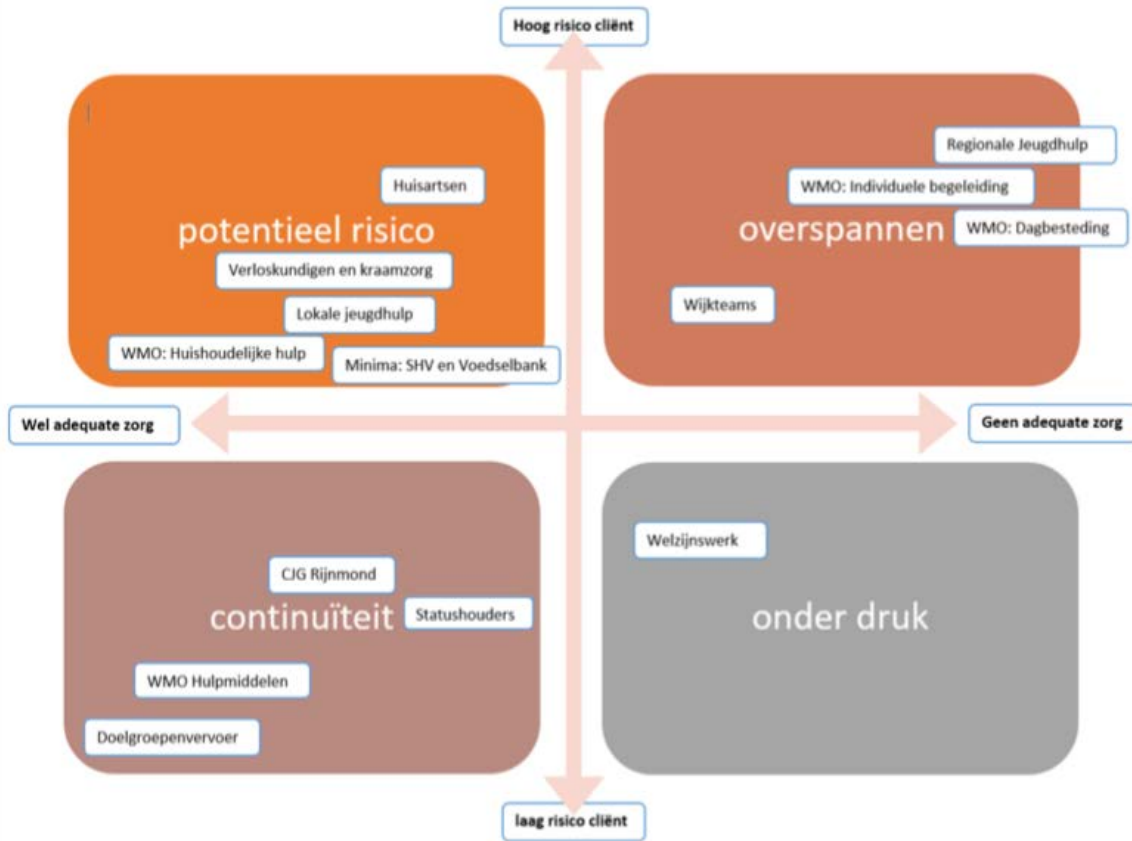 Hoog risico cliënt
Huisartsen
potentieel risico
Verloskundigen en kraamzorg
Lokale jeugdhulp
WMO: Huishoudelijke hulp
Minima: SHV en Voedselbank
Regionale Jeugdhulp
WMO: Individuele begeleiding
overspannen
WMO: Dagbesteding
Wijkteams
Wel adequate zorg
Geen adequate zorg
CJG Rijnmond
continuïteit
Statushouders
WMO Hulpmiddelen
Doelgroepenvervoer
Welzijnswerk
onder druk
laag risico cliënt